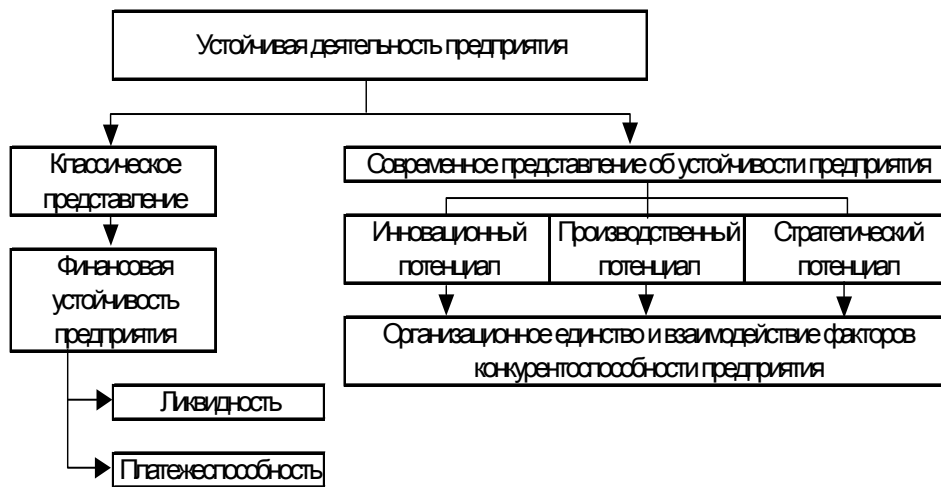 Устойчивая деятельность предприятия
Классическое
представление
Финансовая
устойчивость
предприятия
Ликвидность
Платежеспособность
Современное представление об устойчивости предприятия
Инновационный
потенциал
Производственный
потенциал
Стратегический
потенциал
Организационное единство и взаимодействие факторов
конкурентоспособности предприятия